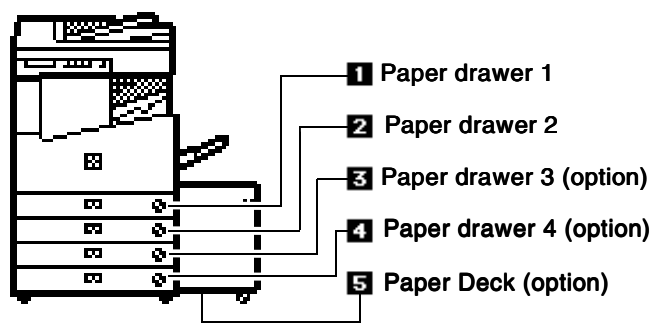 1 Paper drawer 1
2 Paper drawer 2
3 Paper drawer 3 (option)
4 Paper drawer 4 (option)
5 Paper Deck (option)